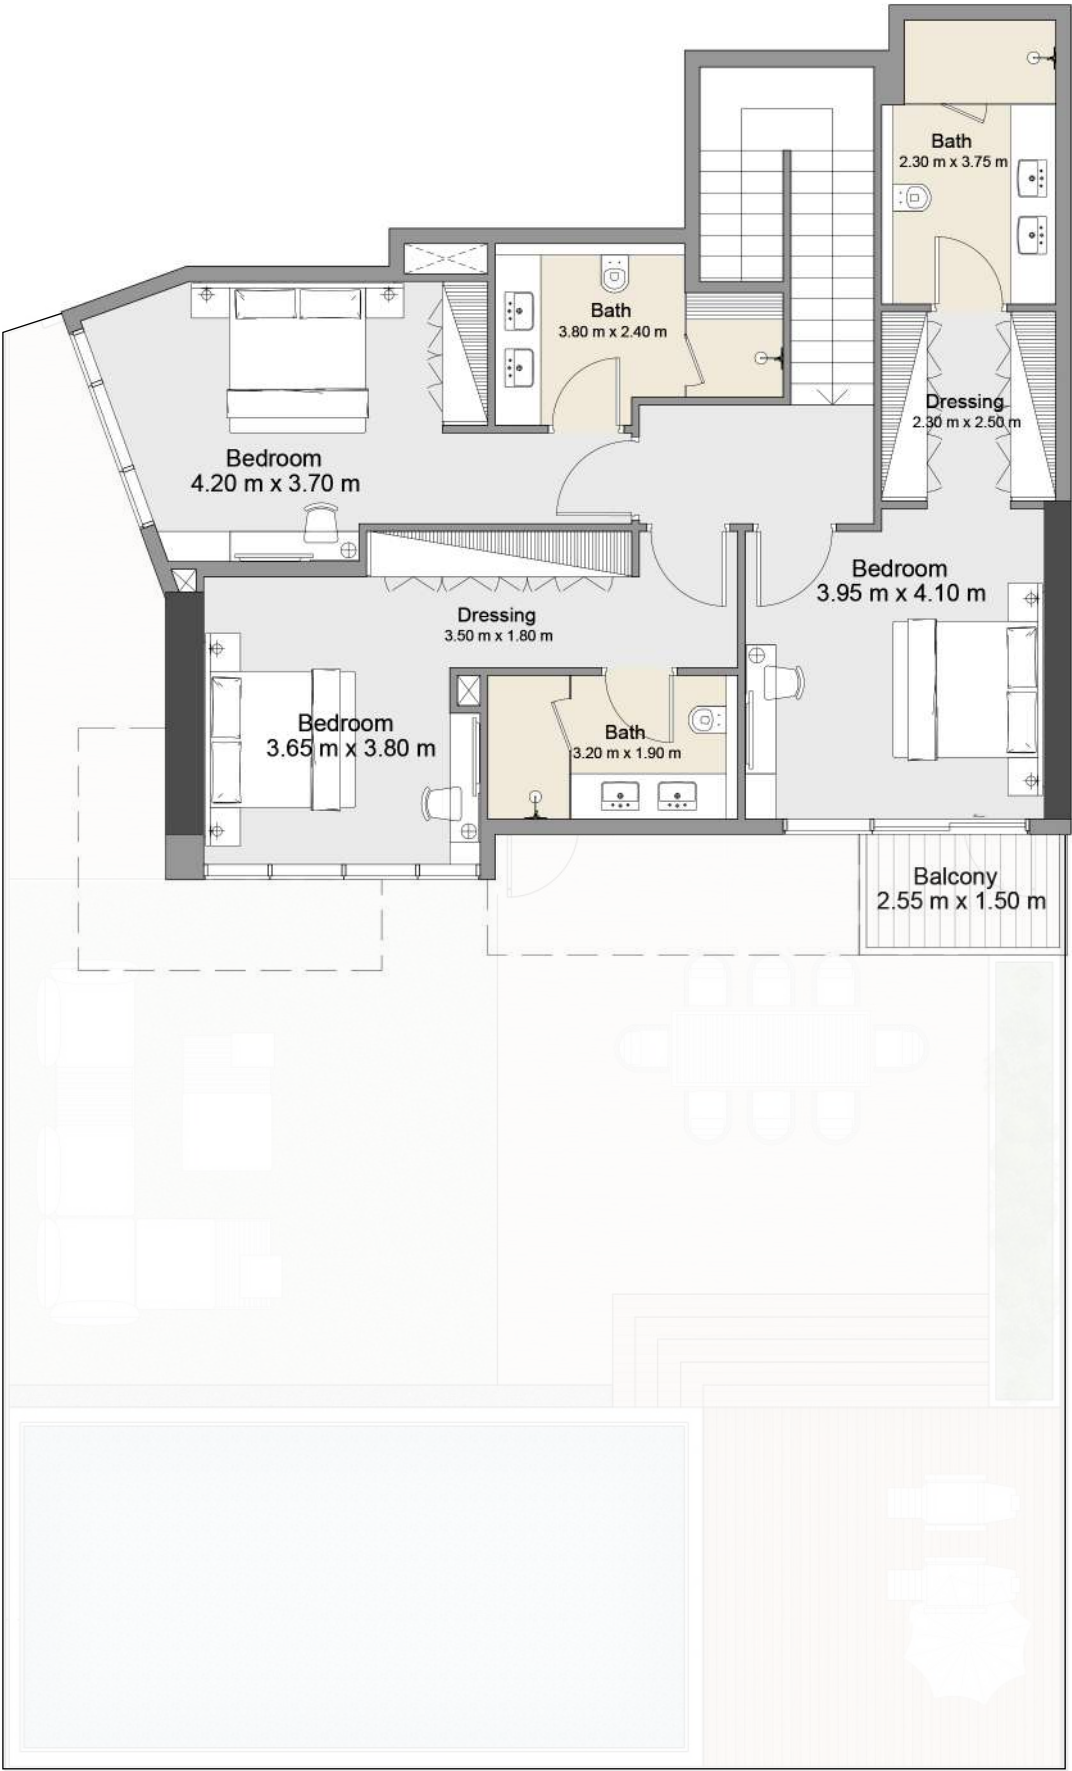 Bath
2.30 m x 3.75 m
Bath
3.80 m x 2.40 m
Dressing
2.30 m x 2.50 m
Bedroom
4.20 m x 3.70 m
Bedroom
3.95 m x 4.10 m
Dressing
3.50 m x 1.80 m
Bedroom
3.65 m x 3.80 m
Bath
3.20 m x 1.90 m
Balcony
2.55 m x 1.50 m